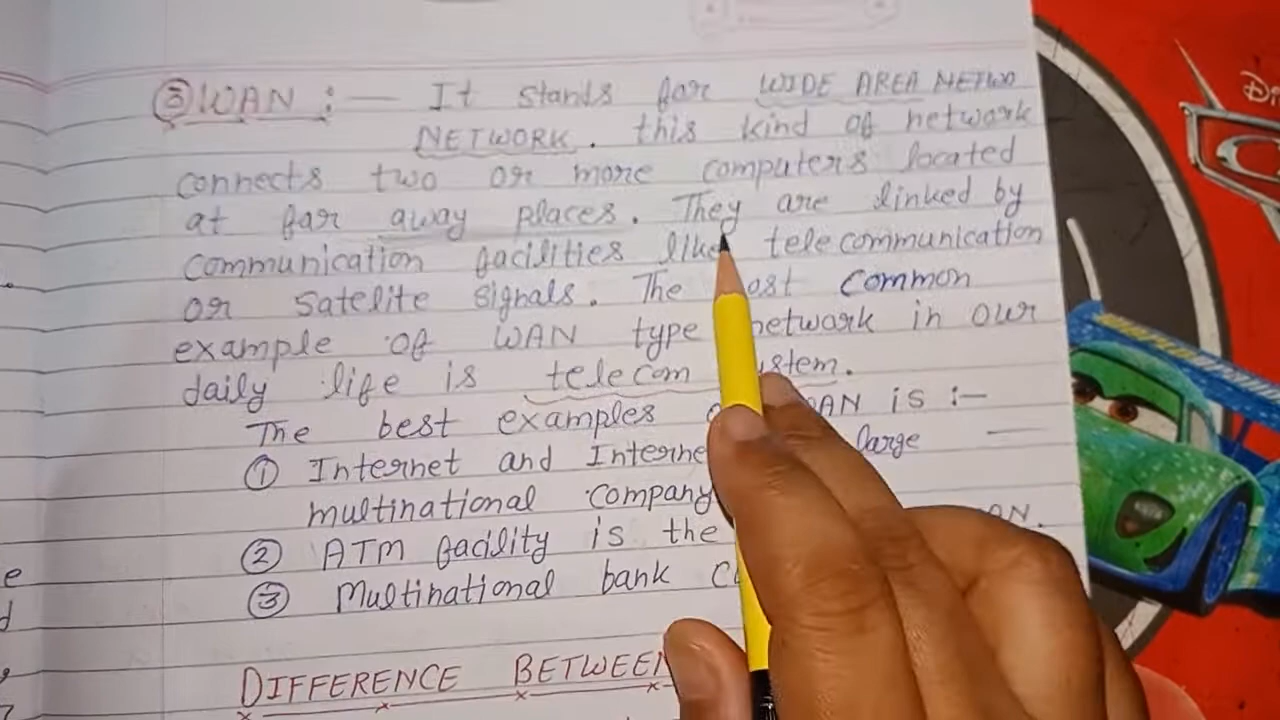 ③ WAN :— It stands for WIDE AREA NETWO
NETWORK. this kind of network
connects two or more computers located
at far away places. They are linked by
communication facilities like telecommunication
or satelite signals. The most common
example of WAN type network in our
daily life is telecom system.
The best examples WAN is :—
① Internet and large —
multinational company
② ATM facility is the WAN.
③ Multinational bank
DIFFERENCE BETWEEN